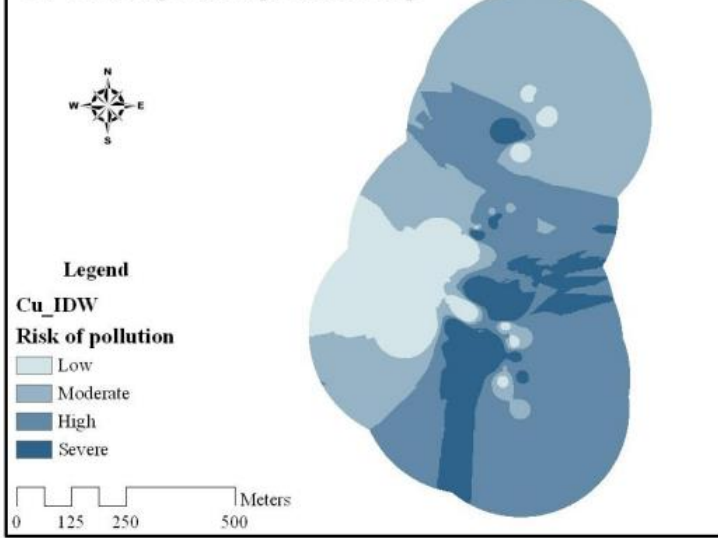 N
W E
S
Legend
Cu_IDW
Risk of pollution
Low
Moderate
High
Severe
Meters
0 125 250 500